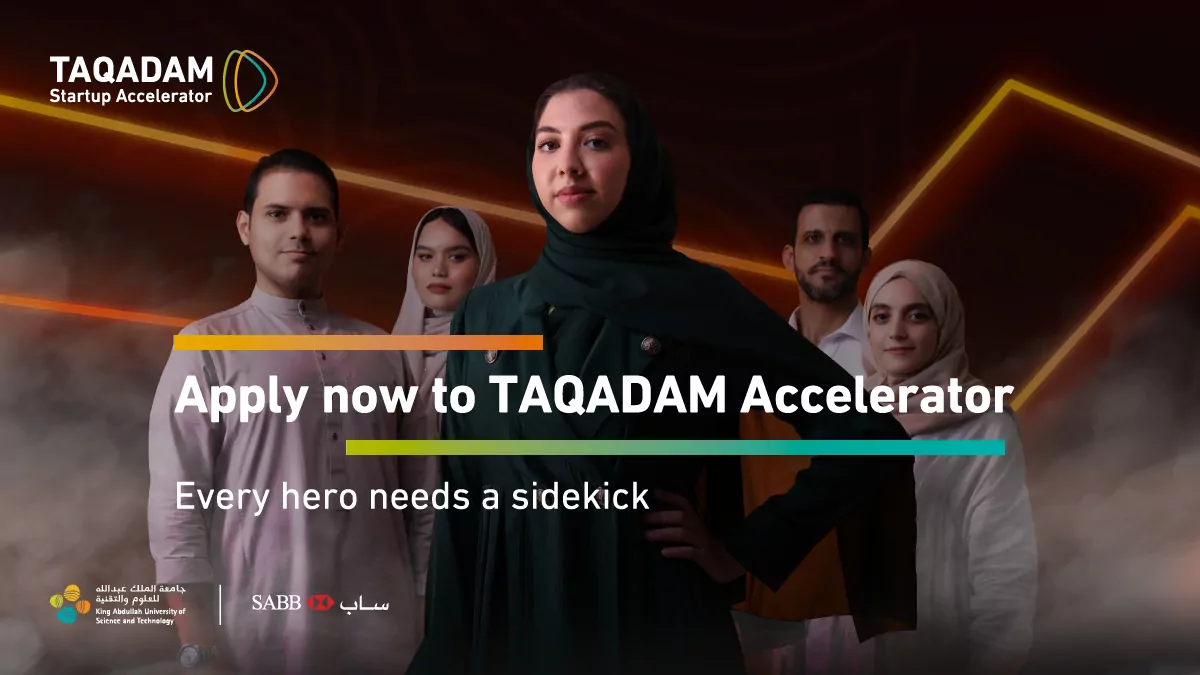 TAQADAM
Startup Accelerator
Apply now to TAQADAM Accelerator
Every hero needs a sidekick
جامعة الملك عبدالله
للعلوم والتقنية
King Abdullah University of
Science and Technology
SABB ساب